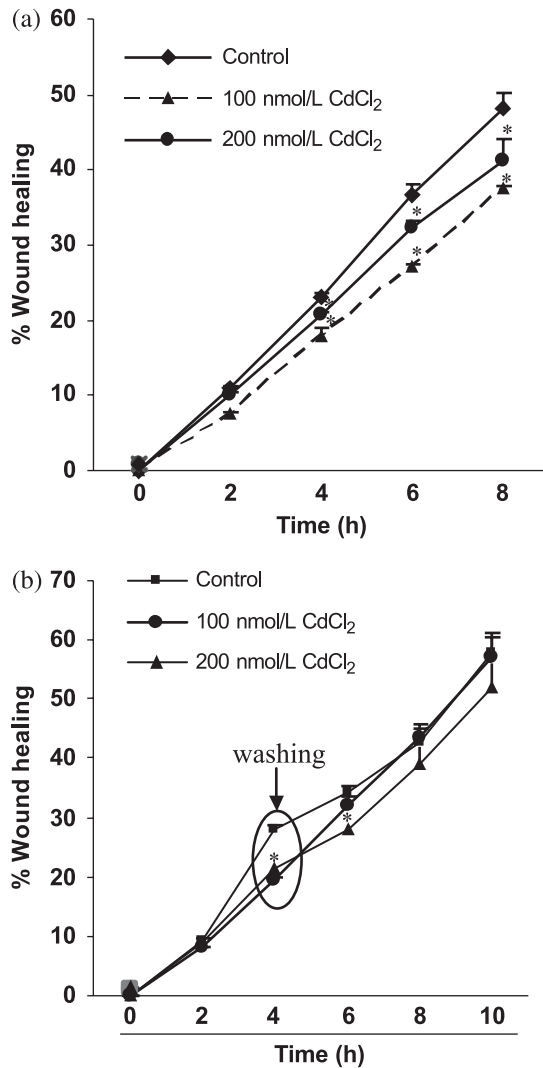 (a)
60
50
40
30
20
10
0
% Wound healing
Control
100 nmol/L CdCl₂
200 nmol/L CdCl₂
*
*
*
*
*
*
0 2 4 6 8
Time (h)
(b)
70
60
50
40
30
20
10
0
% Wound healing
Control
100 nmol/L CdCl₂
200 nmol/L CdCl₂
washing
*
*
0 2 4 6 8 10
Time (h)